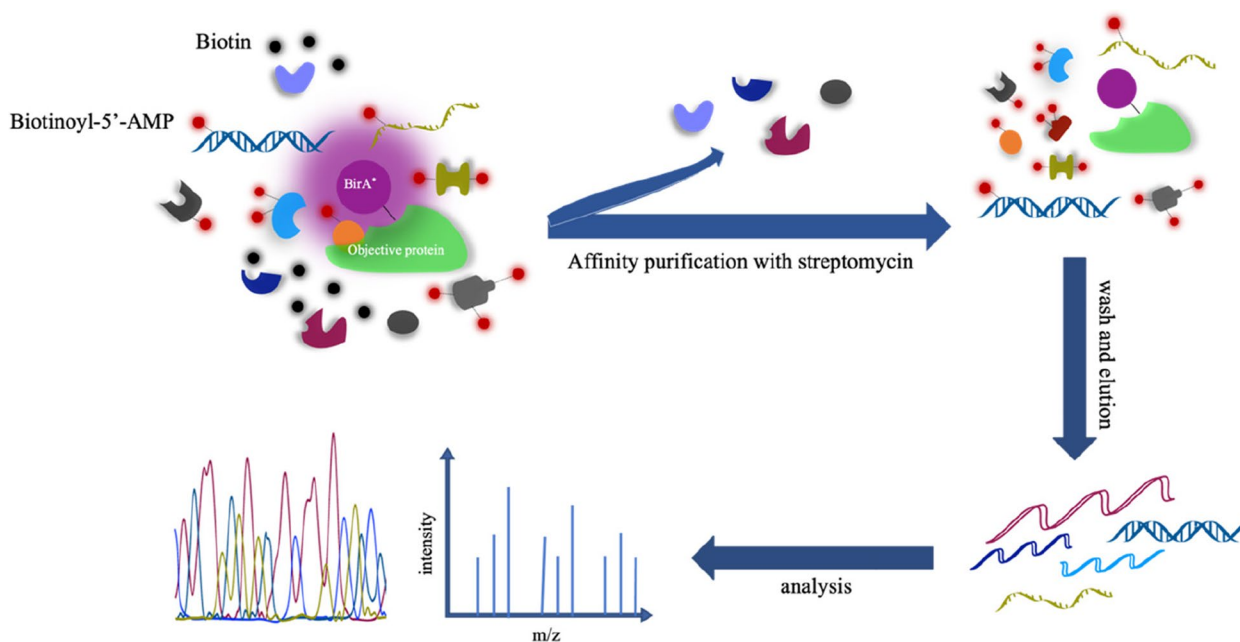 Biotin
Biotinoyl-5’-AMP
BirA*
Objective protein
Affinity purification with streptomycin
wash and elution
analysis
intensity
m/z